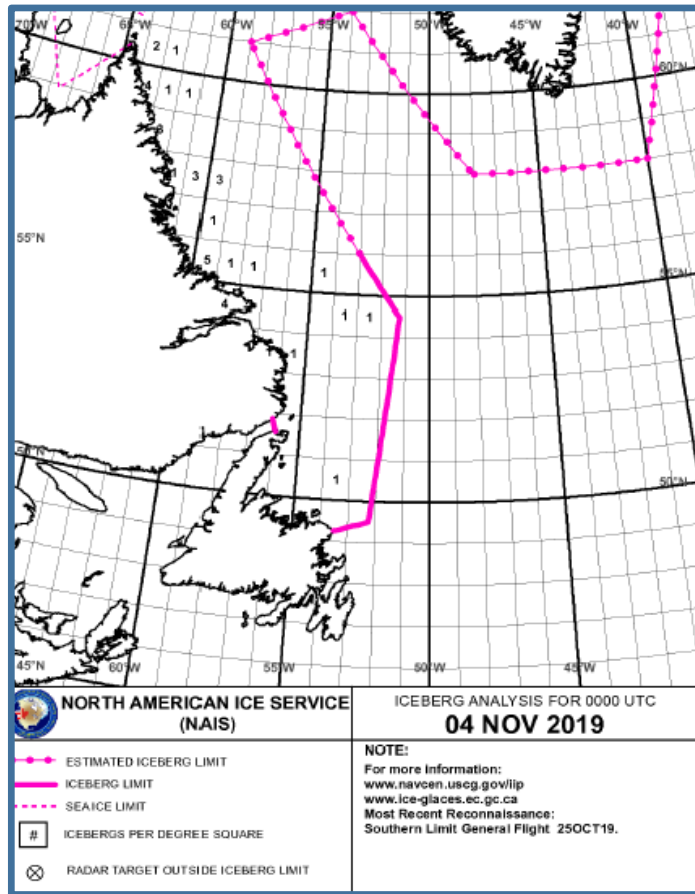 70°W 65°W 60°W 55°W 50°W 45°W 40°W
2 1
60°N
1 1
3 3
1
55°N
5 1 1 1
55°N
4
1 1
1 1
1
50°N
1
50°N
45°N 60°W 55°W 50°W 45°W 45°N
NORTH AMERICAN ICE SERVICE
(NAIS)
ICEBERG ANALYSIS FOR 0000 UTC
04 NOV 2019
ESTIMATED ICEBERG LIMIT
ICEBERG LIMIT
SEA ICE LIMIT
# ICEBERGS PER DEGREE SQUARE
RADAR TARGET OUTSIDE ICEBERG LIMIT
NOTE:
For more information:
www.navcen.uscg.gov/iip
www.ice-glaces.ec.gc.ca
Most Recent Reconnaissance:
Southern Limit General Flight 25OCT19.